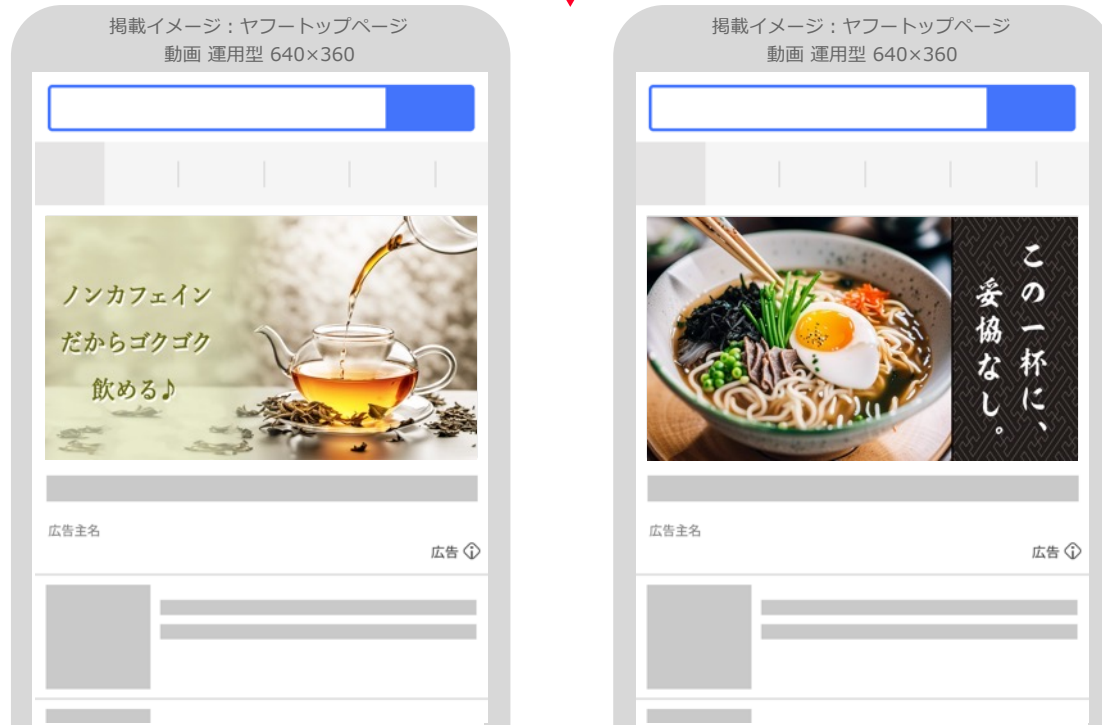 掲載イメージ：ヤフートップページ
動画 運用型 640×360
ノンカフェイン
だからゴクゴク
飲める♪
広告主名
広告
掲載イメージ：ヤフートップページ
動画 運用型 640×360
この一杯に、
妥協なし。
広告主名
広告